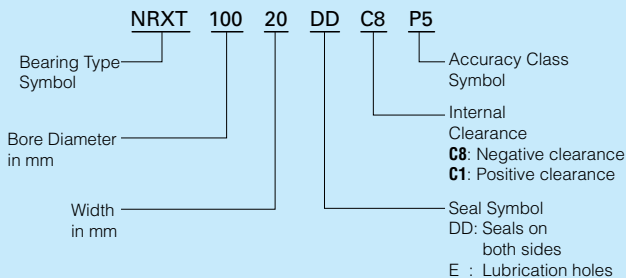 NRXT 100 20 DD C8 P5
Bearing Type
Symbol
Bore Diameter
in mm
Width
in mm
Accuracy Class
Symbol
Internal
Clearance
C8: Negative clearance
C1: Positive clearance
Seal Symbol
DD: Seals on
both sides
E : Lubrication holes